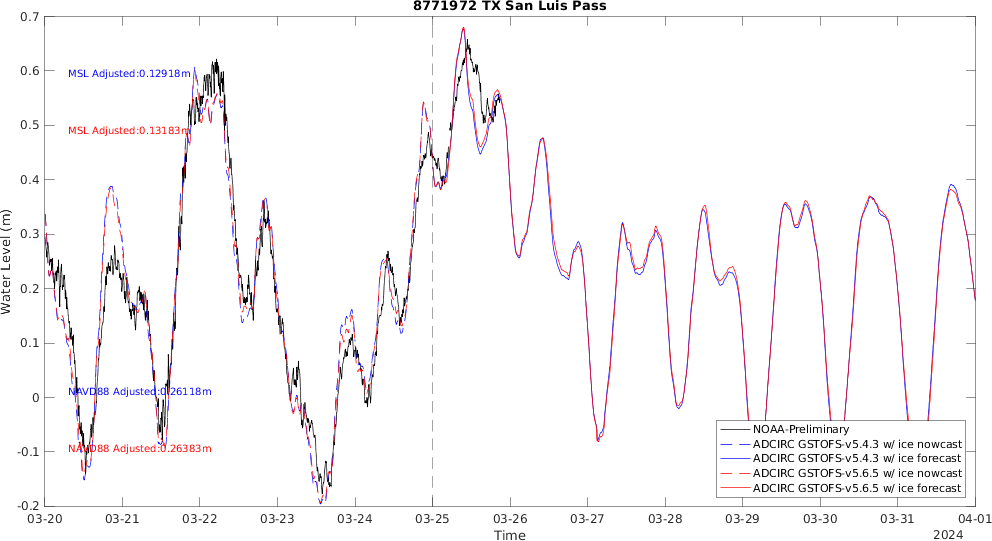 8771972 TX San Luis Pass
0.7
0.6
0.5
0.4
0.3
0.2
0.1
0
-0.1
-0.2
Water Level (m)
MSL Adjusted:0.12918m
MSL Adjusted:0.13183m
NAVD88 Adjusted:0.26118m
NAVD88 Adjusted:0.26383m
NOAA-Preliminary
ADCIRC GSTOFS-v5.4.3 w/ ice nowcast
ADCIRC GSTOFS-v5.4.3 w/ ice forecast
ADCIRC GSTOFS-v5.6.5 w/ ice nowcast
ADCIRC GSTOFS-v5.6.5 w/ ice forecast
03-20 03-21 03-22 03-23 03-24 03-25 03-26 03-27 03-28 03-29 03-30 03-31 04-01
Time
2024